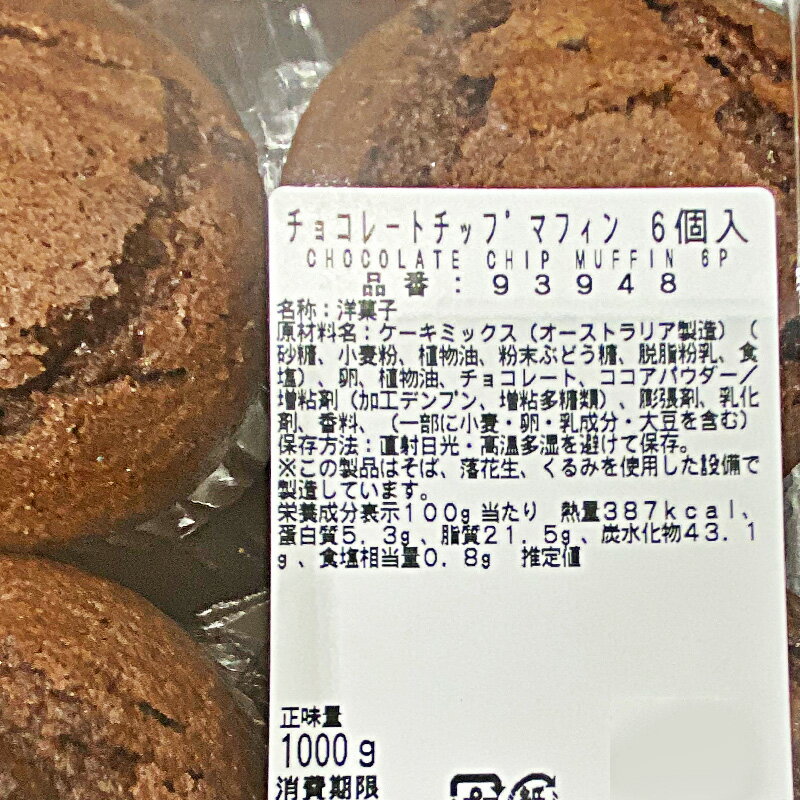 チョコレートチップマフィン 6個入
CHOCOLATE CHIP MUFFIN 6P
品番：93948
名称：洋菓子
原材料名：ケーキミックス（オーストラリア製造）（
砂糖、小麦粉、植物油、粉末ぶどう糖、脱脂粉乳、食
塩）、卵、植物油、チョコレート、ココアパウダー／
増粘剤（加工デンプン、増粘多糖類）、膨張剤、乳化
剤、香料、（一部に小麦・卵・乳成分・大豆を含む）
保存方法：直射日光・高温多湿を避けて保存。
※この製品はそば、落花生、くるみを使用した設備で
製造しています。
栄養成分表示100g当たり 熱量387kcal、
蛋白質5.3g、脂質21.5g、炭水化物43.1
g、食塩相当量0.8g 推定値
正味量
1000g
消費期限
紙